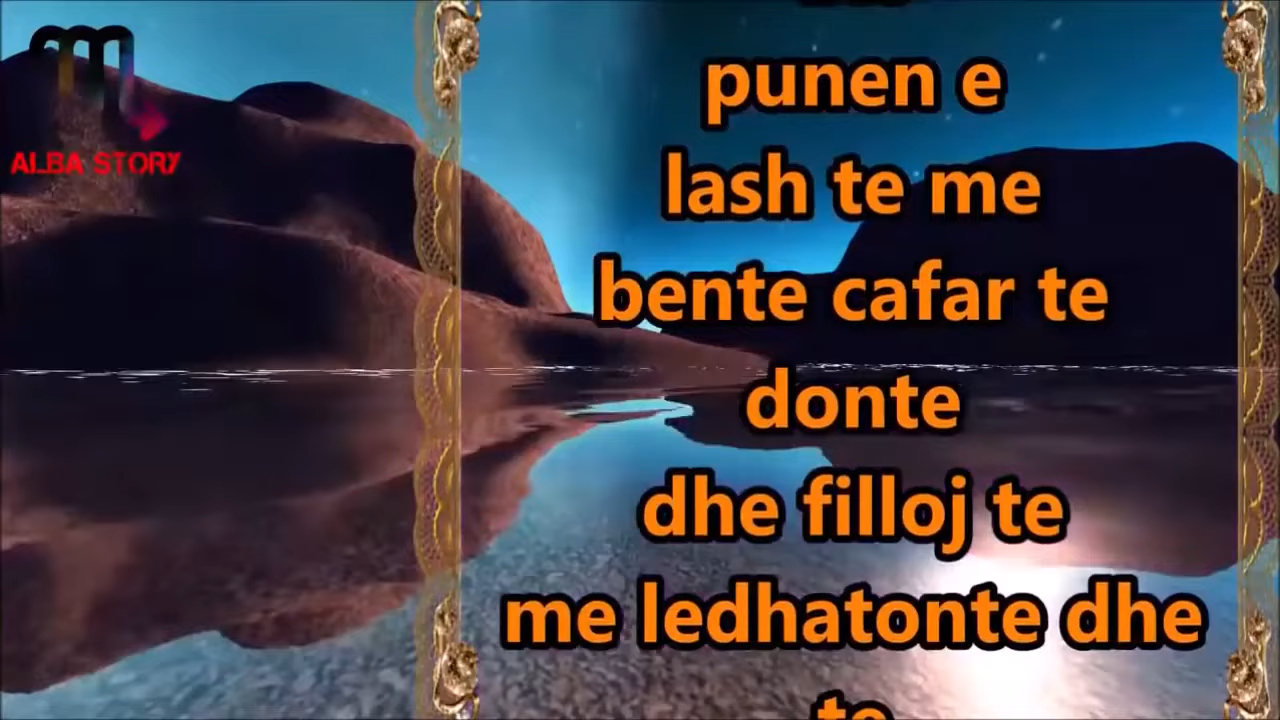 ALBA STORY
punen e
lash te me
bente cafar te
donte
dhe filloj te
me ledhatonte dhe
te